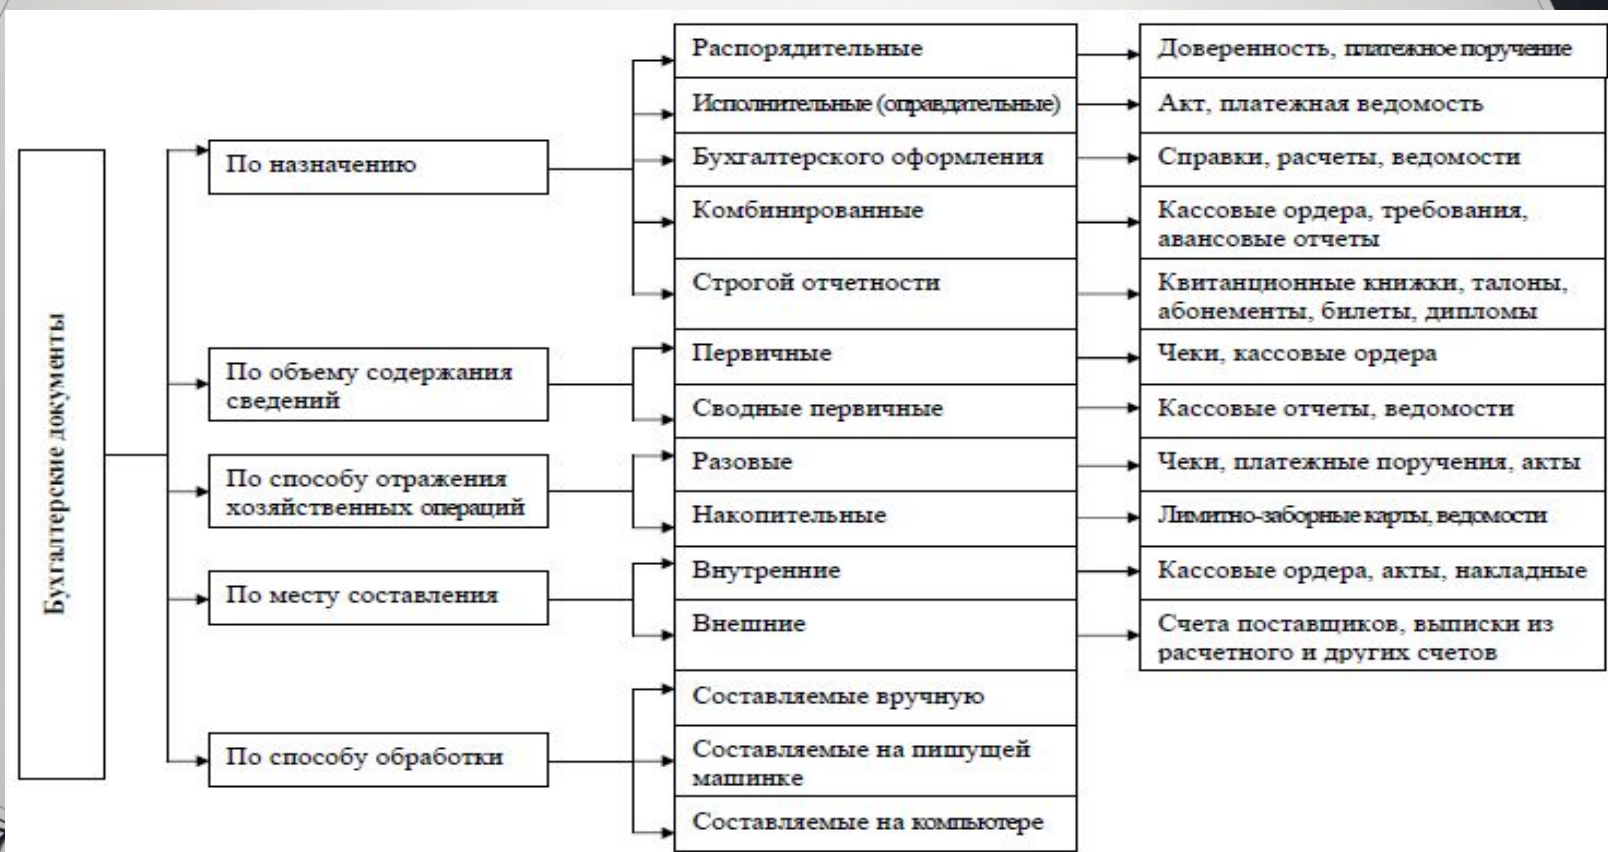 Бухгалтерские документы
По назначению
Распорядительные
Доверенность, платежное поручение
Исполнительные (оправдательные)
Акт, платежная ведомость
Бухгалтерского оформления
Справки, расчеты, ведомости
Комбинированные
Кассовые ордера, требования,
авансовые отчеты
Строгой отчетности
Квитанционные книжки, талоны,
абонементы, билеты, дипломы
По объему содержания
сведений
Первичные
Чеки, кассовые ордера
Сводные первичные
Кассовые отчеты, ведомости
По способу отражения
хозяйственных операций
Разовые
Чеки, платежные поручения, акты
Накопительные
Лимитно-заборные карты, ведомости
По месту составления
Внутренние
Кассовые ордера, акты, накладные
Внешние
Счета поставщиков, выписки из
расчетного и других счетов
По способу обработки
Составляемые вручную
Составляемые на пишущей
машинке
Составляемые на компьютере